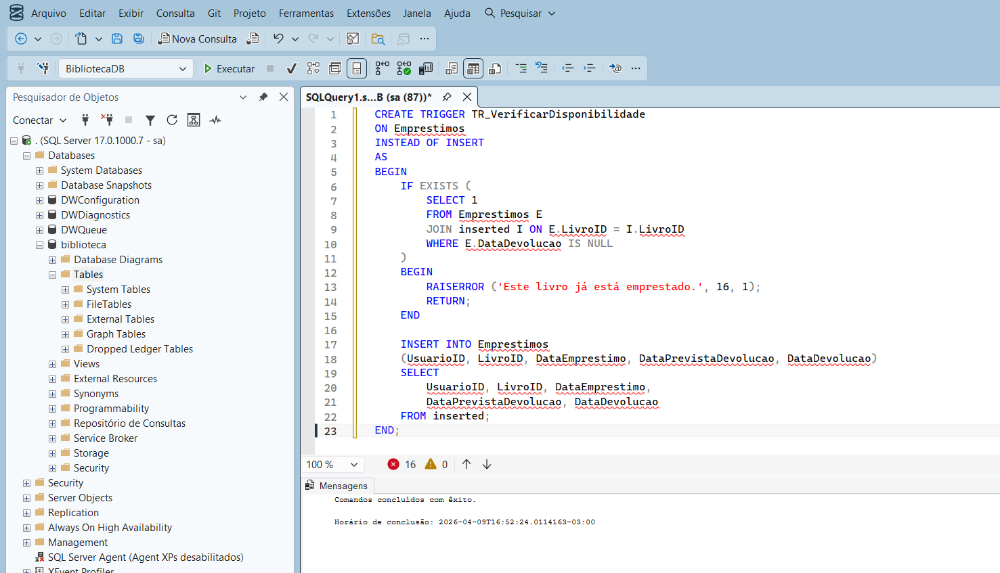 Arquivo Editar Exibir Consulta Git Projeto Ferramentas Extensões Janela Ajuda Pesquisar
Nova Consulta
BibliotecaDB Executar
Pesquisador de Objetos
Conectar
. (SQL Server 17.0.1000.7 - sa)
Databases
System Databases
Database Snapshots
DWConfiguration
DWDiagnostics
DWQueue
biblioteca
Database Diagrams
Tables
System Tables
FileTables
External Tables
Graph Tables
Dropped Ledger Tables
Views
External Resources
Synonyms
Programmability
Repositório de Consultas
Service Broker
Storage
Security
Security
Server Objects
Replication
Always On High Availability
Management
SQL Server Agent (Agent XPs desabilitados)
XEvent Profiler
SQLQuery1.s...B (sa (87))*
1 CREATE TRIGGER TR_VerificarDisponibilidade
2 ON Emprestimos
3 INSTEAD OF INSERT
4 AS
5 BEGIN
6 IF EXISTS (
7 SELECT 1
8 FROM Emprestimos E
9 JOIN inserted I ON E.LivroID = I.LivroID
10 WHERE E.DataDevolucao IS NULL
11 )
12 BEGIN
13 RAISERROR ('Este livro já está emprestado.', 16, 1);
14 RETURN;
15 END
16
17 INSERT INTO Emprestimos
18 (UsuarioID, LivroID, DataEmprestimo, DataPrevistaDevolucao, DataDevolucao)
19 SELECT
20 UsuarioID, LivroID, DataEmprestimo,
21 DataPrevistaDevolucao, DataDevolucao
22 FROM inserted;
23 END;
100 % 16 0
Mensagens
Comandos concluídos com êxito.
Horário de conclusão: 2026-04-09T16:52:24.0114163-03:00